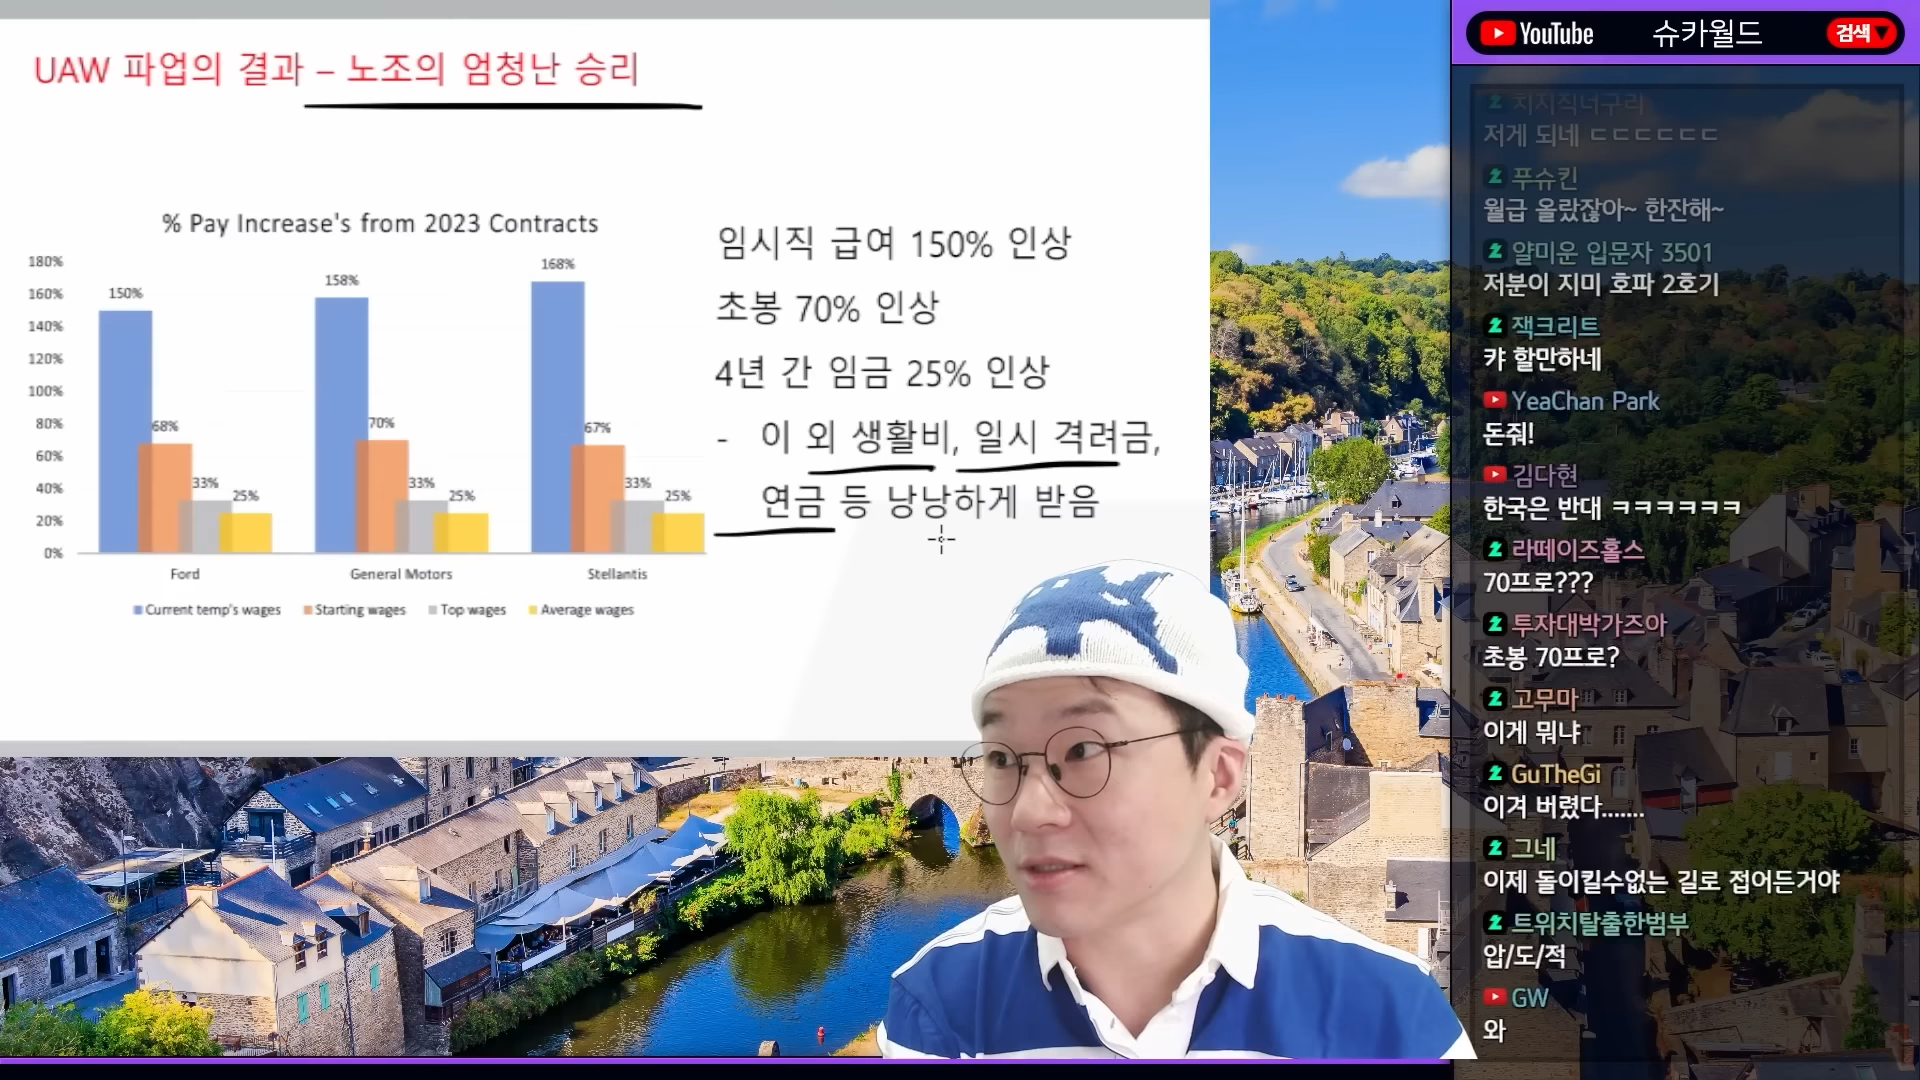 UAW 파업의 결과 – 노조의 엄청난 승리
% Pay Increase's from 2023 Contracts
180%
160%
140%
120%
100%
80%
60%
40%
20%
0%
150%
68%
33%
25%
158%
70%
33%
25%
168%
67%
33%
25%
Ford
General Motors
Stellantis
Current temp's wages
Starting wages
Top wages
Average wages
임시직 급여 150% 인상
초봉 70% 인상
4년 간 임금 25% 인상
- 이 외 생활비, 일시 격려금,
연금 등 낭낭하게 받음
YouTube 슈카월드 검색
치지직너구리
저게 되네 ㄷㄷㄷㄷㄷㄷ
푸슈킨
월급 올랐잖아~ 한잔해~
얄미운 입문자 3501
저분이 지미 호파 2호기
잭크리트
캬 할만하네
YeaChan Park
돈줘!
김다현
한국은 반대 ㅋㅋㅋㅋㅋㅋ
라떼이즈홀스
70프로???
투자대박가즈아
초봉 70프로?
고무마
이게 뭐냐
GuTheGi
이겨 버렸다.......
그네
이제 돌이킬수없는 길로 접어든거야
트위치탈출한범부
압/도/적
GW
와